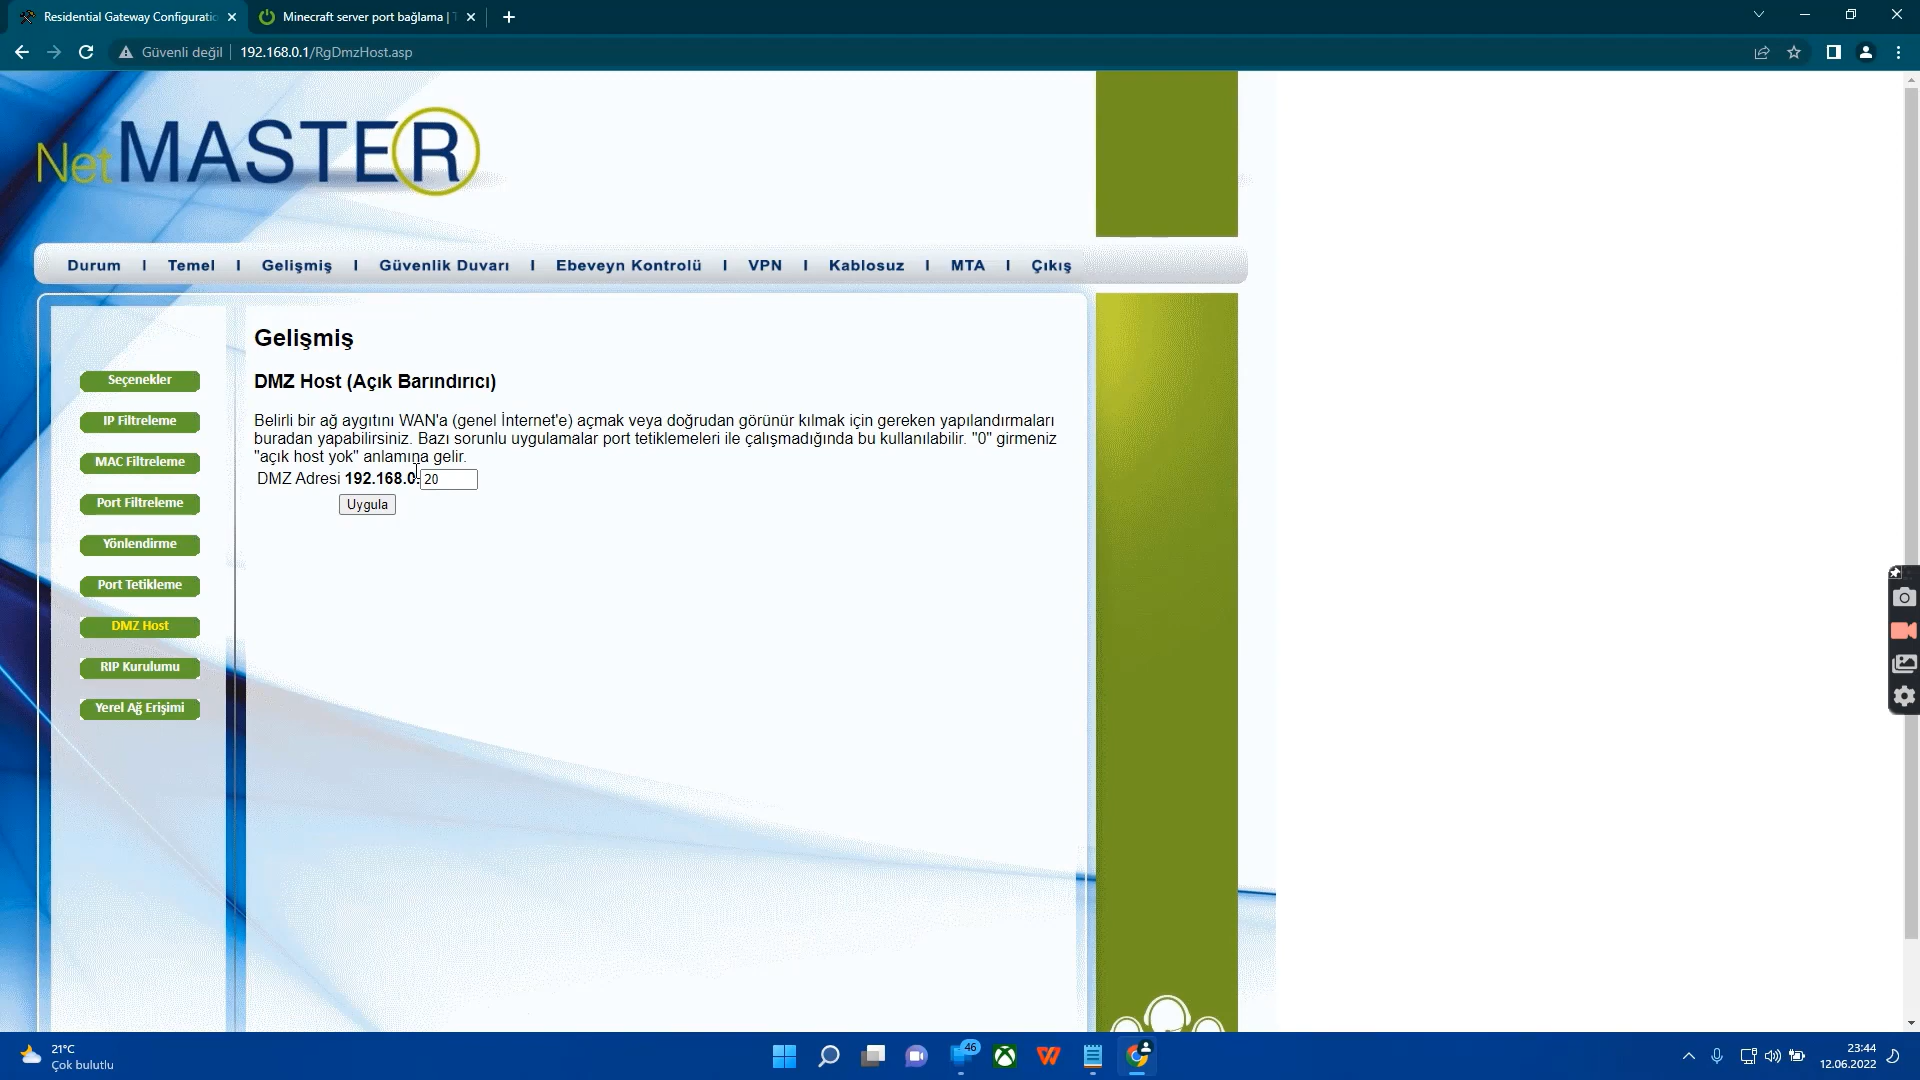 Residential Gateway Configuratio
Minecraft server port bağlama | T
Güvenli değil
192.168.0.1/RgDmzHost.asp
NetMASTER
Durum | Temel | Gelişmiş | Güvenlik Duvarı | Ebeveyn Kontrolü | VPN | Kablosuz | MTA | Çıkış
Seçenekler
IP Filtreleme
MAC Filtreleme
Port Filtreleme
Yönlendirme
Port Tetikleme
DMZ Host
RIP Kurulumu
Yerel Ağ Erişimi
Gelişmiş
DMZ Host (Açık Barındırıcı)
Belirli bir ağ aygıtını WAN'a (genel İnternet'e) açmak veya doğrudan görünür kılmak için gereken yapılandırmaları
buradan yapabilirsiniz. Bazı sorunlu uygulamalar port tetiklemeleri ile çalışmadığında bu kullanılabilir. "0" girmeniz
"açık host yok" anlamına gelir.
DMZ Adresi 192.168.0. 20
Uygula
21°C
Çok bulutlu
46
23:44
12.06.2022